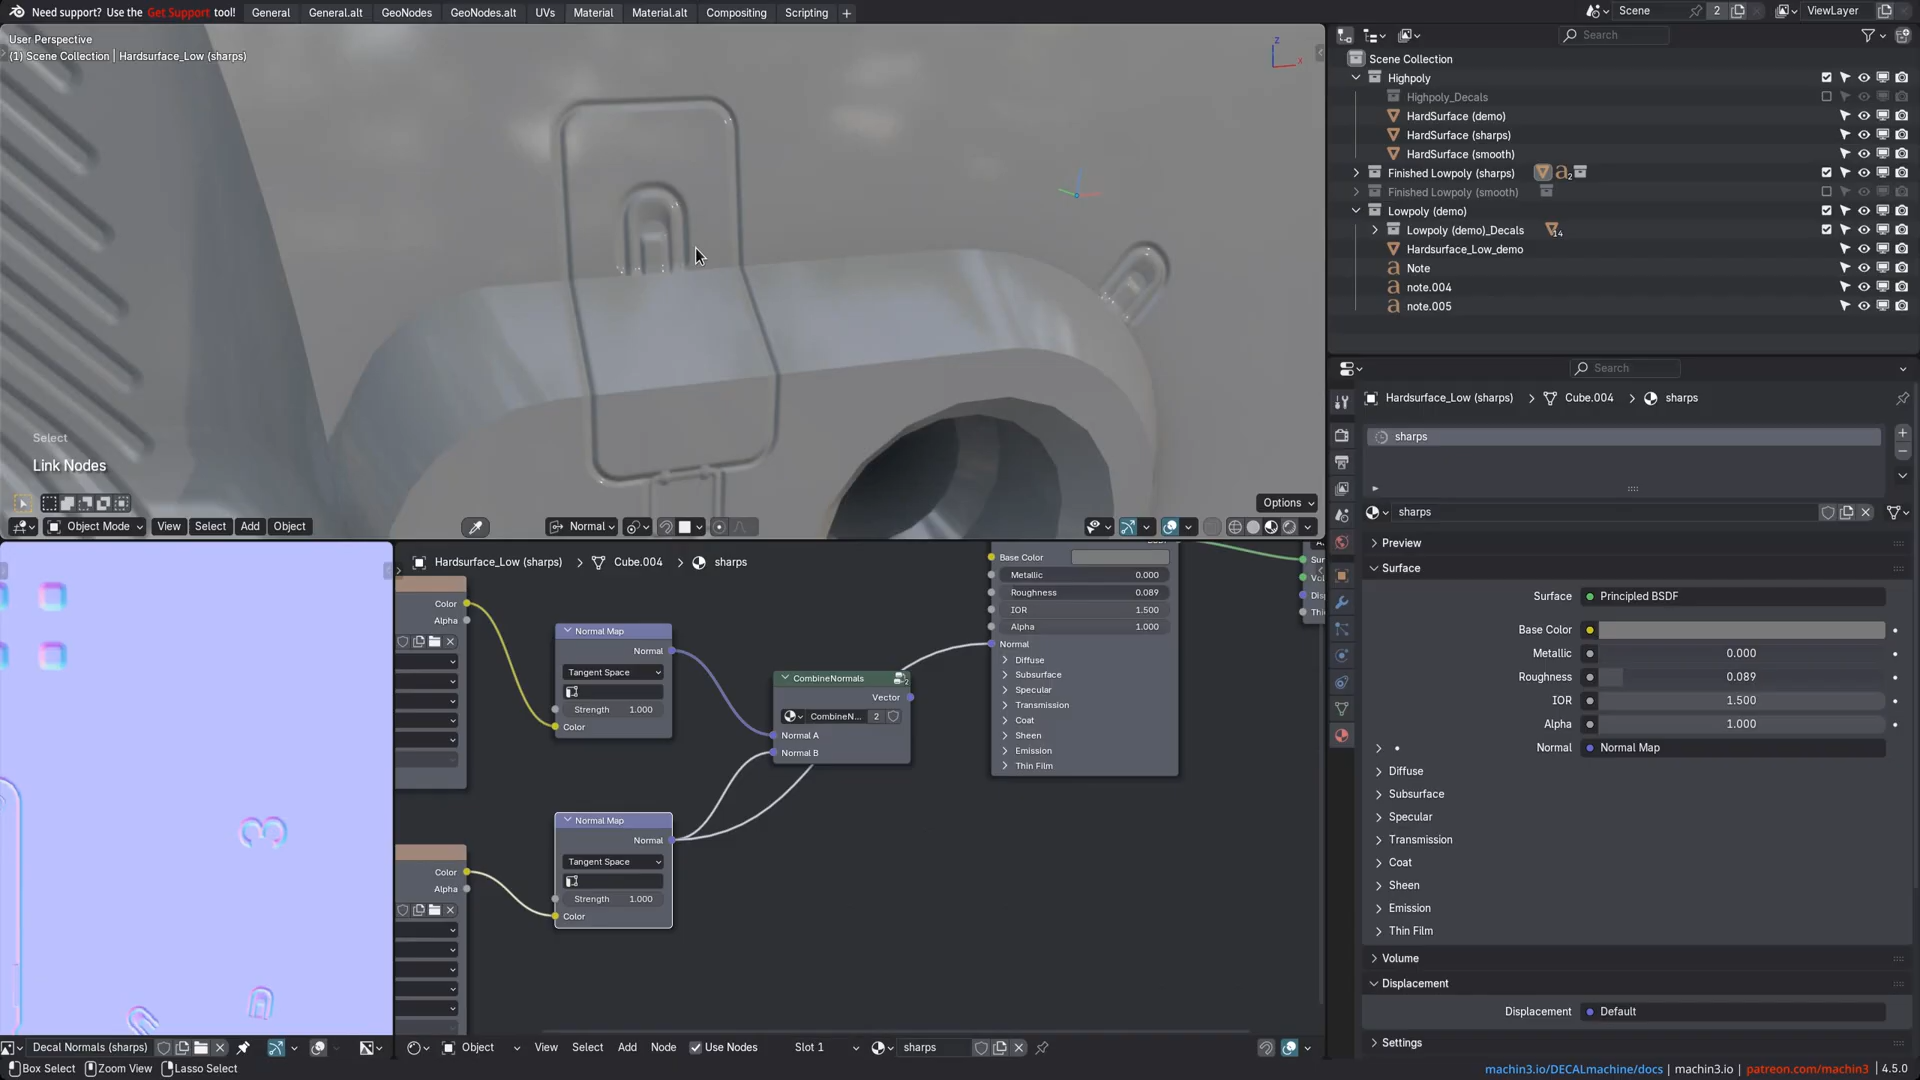 Need support? Use the Get Support tool!
General
General.alt
GeoNodes
GeoNodes.alt
UVs
Material
Material.alt
Compositing
Scripting
Scene
2
ViewLayer
User Perspective
(1) Scene Collection | Hardsurface_Low (sharps)
Z
X
Select
Link Nodes
Options
Object Mode
View
Select
Add
Object
Normal
Search
Scene Collection
Highpoly
Highpoly_Decals
HardSurface (demo)
HardSurface (sharps)
HardSurface (smooth)
Finished Lowpoly (sharps)
2
Finished Lowpoly (smooth)
Lowpoly (demo)
Lowpoly (demo)_Decals
14
Hardsurface_Low_demo
Note
note.004
note.005
Search
Hardsurface_Low (sharps) > Cube.004 > sharps
sharps
sharps
Preview
Surface
Surface Principled BSDF
Base Color
Metallic 0.000
Roughness 0.089
IOR 1.500
Alpha 1.000
Normal Normal Map
Diffuse
Subsurface
Specular
Transmission
Coat
Sheen
Emission
Thin Film
Volume
Displacement
Displacement Default
Settings
Hardsurface_Low (sharps) > Cube.004 > sharps
Color
Alpha
Normal Map
Normal
Tangent Space
Strength 1.000
Color
CombineNormals
Vector
CombineN... 2
Normal A
Normal B
Base Color
Metallic 0.000
Roughness 0.089
IOR 1.500
Alpha 1.000
Normal
Diffuse
Subsurface
Specular
Transmission
Coat
Sheen
Emission
Thin Film
Color
Alpha
Normal Map
Normal
Tangent Space
Strength 1.000
Color
Decal Normals (sharps)
Object
View
Select
Add
Node
Use Nodes
Slot 1
sharps
Box Select
Zoom View
Lasso Select
machin3.io/DECALmachine/docs | machin3.io | patreon.com/machin3 | 4.5.0